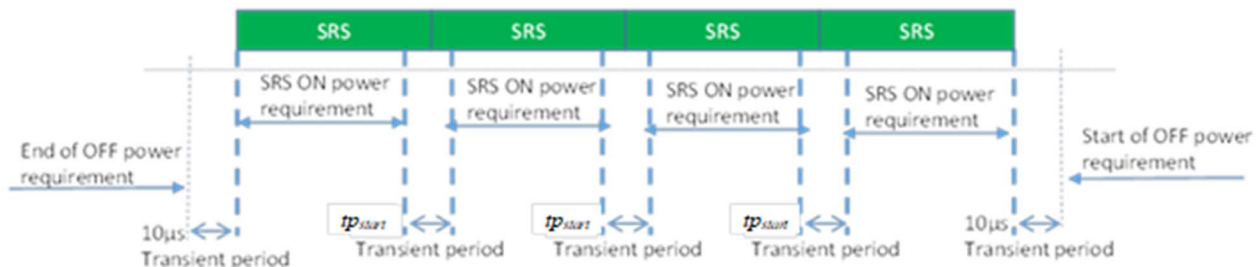 SRS SRS SRS SRS
SRS ON power
requirement
SRS ON power
requirement
SRS ON power
requirement
SRS ON power
requirement
End of OFF power
requirement
Start of OFF power
requirement
10µs
Transient period
tpstart
Transient period
tpstart
Transient period
tpstart
Transient period
10µs
Transient period